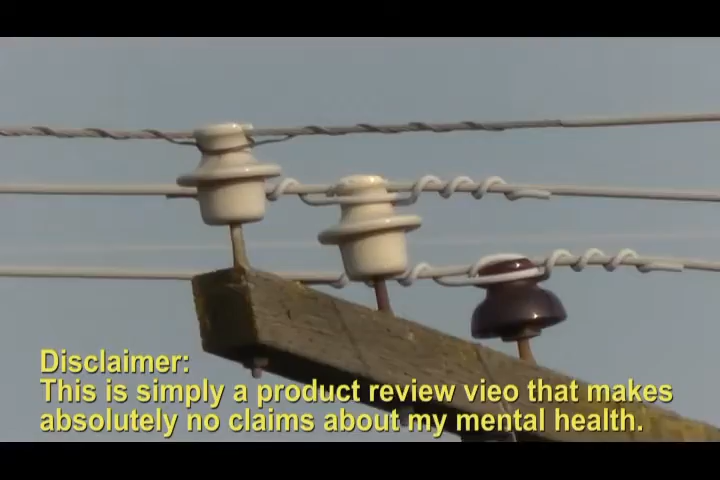 Disclaimer:
This is simply a product review vieo that makes
absolutely no claims about my mental health.